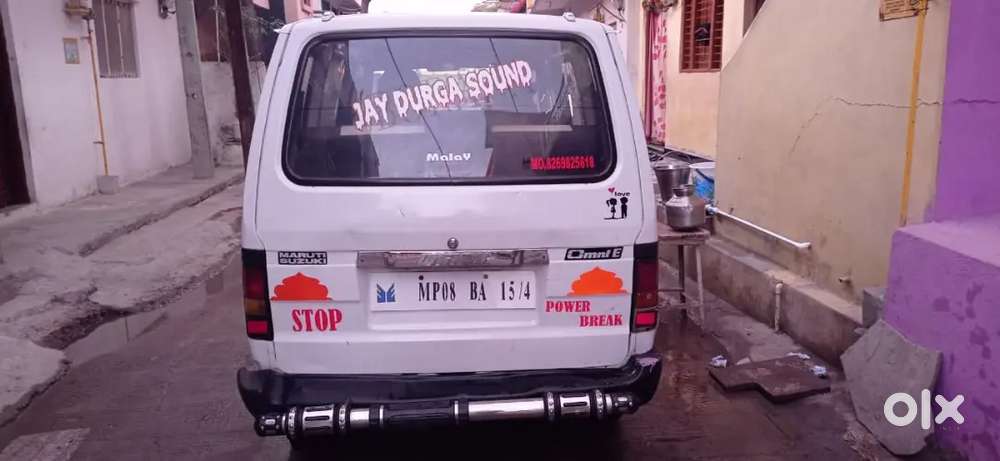 JAY DURGA SOUND
MalaY
MO.8269825618
love
MARUTI
SUZUKI
Omni E
MP08 BA 15/4
STOP
POWER
BREAK
olx